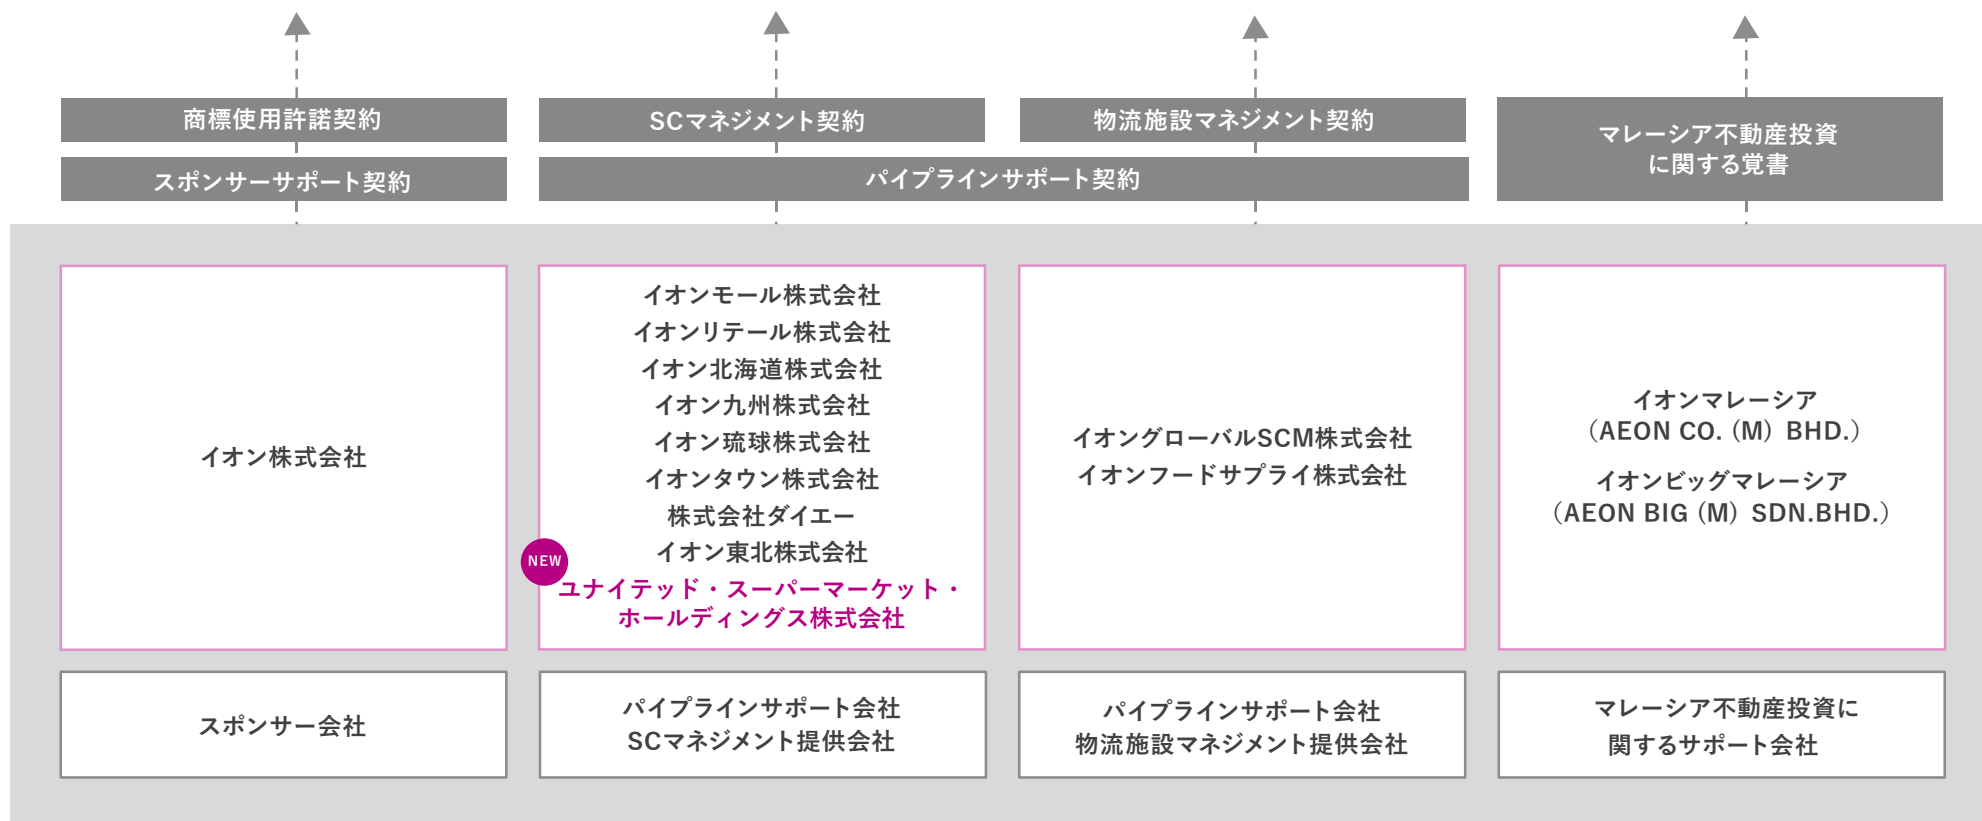 商標使用許諾契約
スポンサーサポート契約
SCマネジメント契約
物流施設マネジメント契約
パイプラインサポート契約
マレーシア不動産投資
に関する覚書
イオン株式会社
イオンモール株式会社
イオンリテール株式会社
イオン北海道株式会社
イオン九州株式会社
イオン琉球株式会社
イオンタウン株式会社
株式会社ダイエー
イオン東北株式会社
NEW
ユナイテッド・スーパーマーケット・
ホールディングス株式会社
イオングローバルSCM株式会社
イオンフードサプライ株式会社
イオンマレーシア
（AEON CO. (M) BHD.）
イオンビッグマレーシア
（AEON BIG (M) SDN.BHD.）
スポンサー会社
パイプラインサポート会社
SCマネジメント提供会社
パイプラインサポート会社
物流施設マネジメント提供会社
マレーシア不動産投資に
関するサポート会社